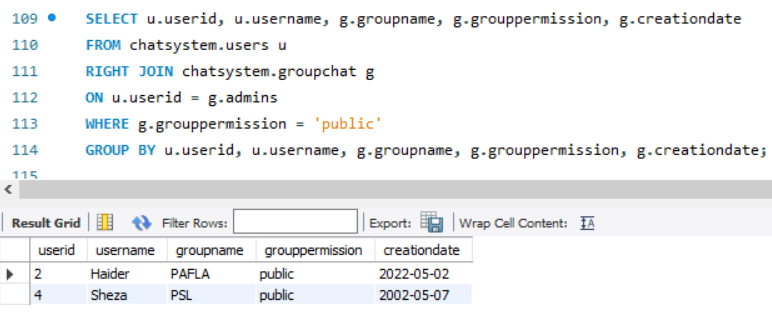 109 SELECT u.userid, u.username, g.groupname, g.grouppermission, g.creationdate
110 FROM chatsystem.users u
111 RIGHT JOIN chatsystem.groupchat g
112 ON u.userid = g.admins
113 WHERE g.grouppermission = 'public'
114 GROUP BY u.userid, u.username, g.groupname, g.grouppermission, g.creationdate;
115
Result Grid Filter Rows: Export: Wrap Cell Content: IA
userid username groupname grouppermission creationdate
2 Haider PAFLA public 2022-05-02
4 Sheza PSL public 2002-05-07